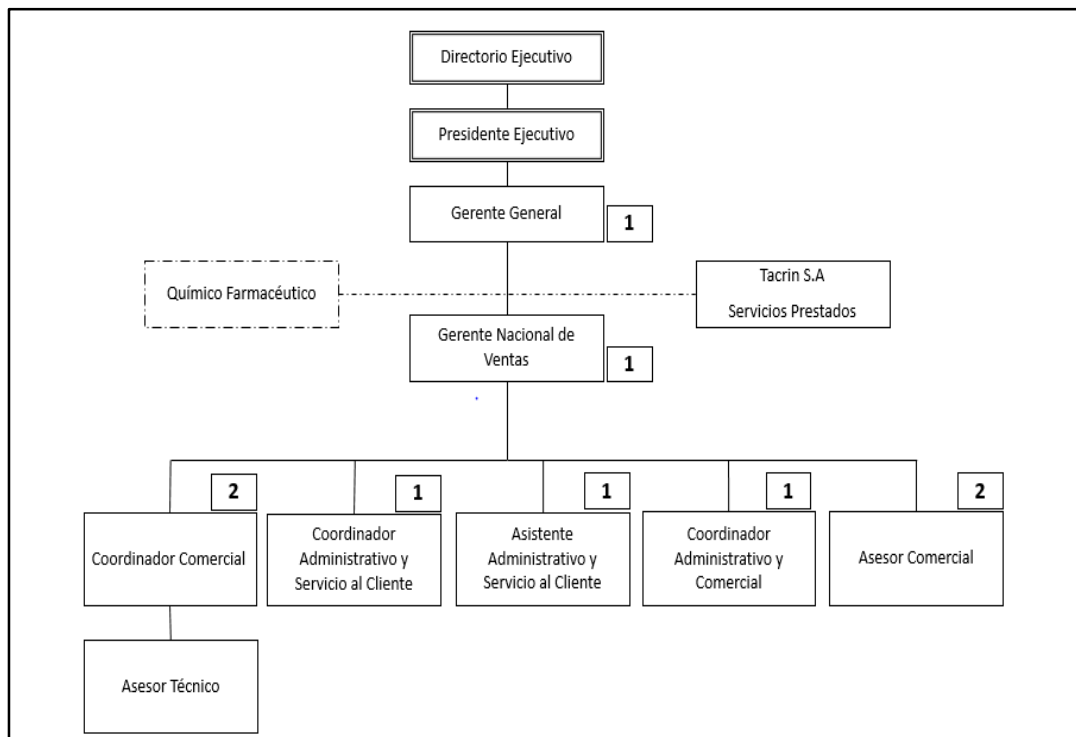 Directorio Ejecutivo
Presidente Ejecutivo
Gerente General
1
Químico Farmacéutico
Tacrin S.A
Servicios Prestados
Gerente Nacional de
Ventas
1
2
Coordinador Comercial
1
Coordinador
Administrativo y
Servicio al Cliente
1
Asistente
Administrativo y
Servicio al Cliente
1
Coordinador
Administrativo y
Comercial
2
Asesor Comercial
Asesor Técnico